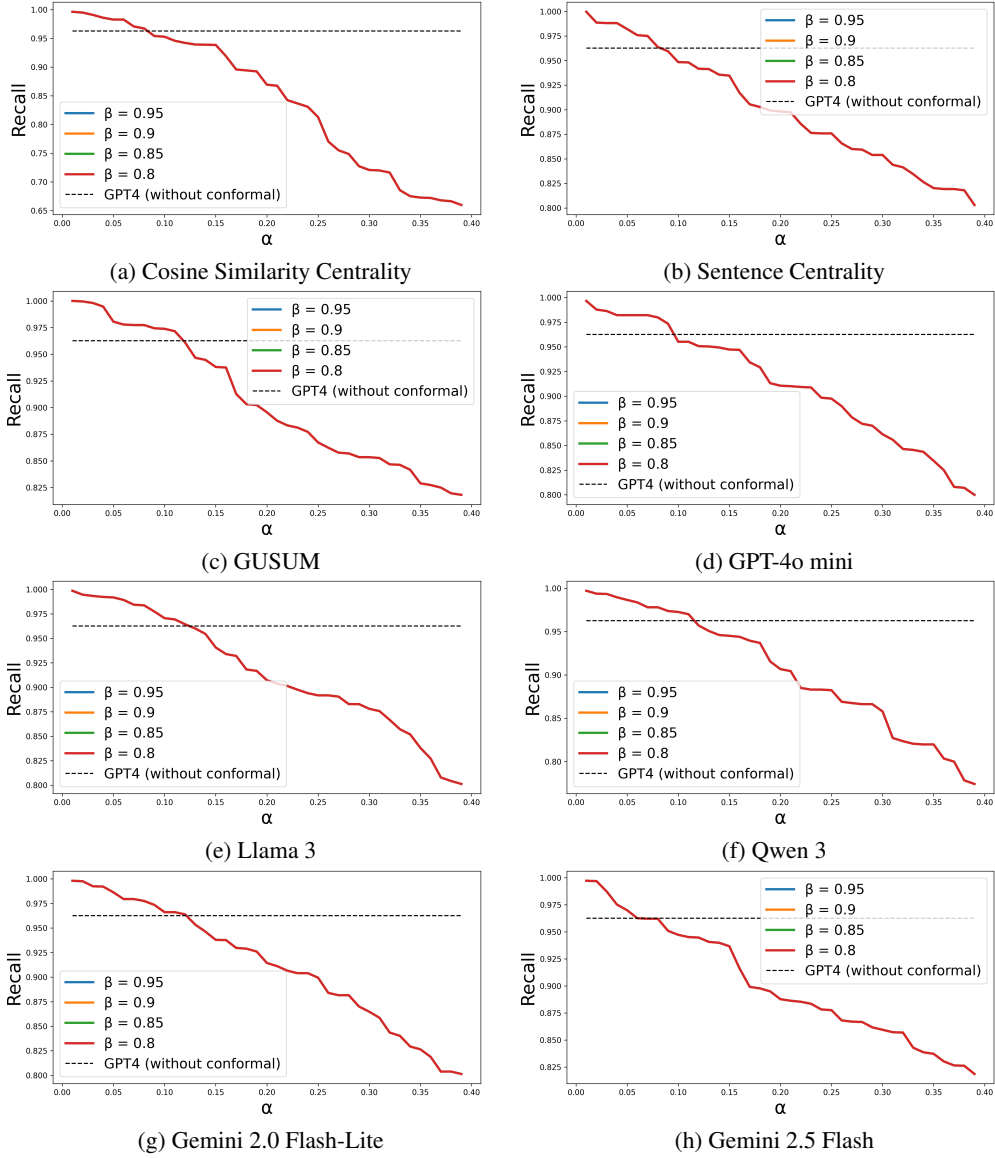 1.00
0.95
0.90
0.85
0.80
0.75
0.70
0.65
Recall
β = 0.95
β = 0.9
β = 0.85
β = 0.8
GPT4 (without conformal)
0.00 0.05 0.10 0.15 0.20 0.25 0.30 0.35 0.40
α
(a) Cosine Similarity Centrality
1.000
0.975
0.950
0.925
0.900
0.875
0.850
0.825
0.800
Recall
β = 0.95
β = 0.9
β = 0.85
β = 0.8
GPT4 (without conformal)
0.00 0.05 0.10 0.15 0.20 0.25 0.30 0.35 0.40
α
(b) Sentence Centrality
1.000
0.975
0.950
0.925
0.900
0.875
0.850
0.825
Recall
β = 0.95
β = 0.9
β = 0.85
β = 0.8
GPT4 (without conformal)
0.00 0.05 0.10 0.15 0.20 0.25 0.30 0.35 0.40
α
(c) GUSUM
1.000
0.975
0.950
0.925
0.900
0.875
0.850
0.825
0.800
Recall
β = 0.95
β = 0.9
β = 0.85
β = 0.8
GPT4 (without conformal)
0.00 0.05 0.10 0.15 0.20 0.25 0.30 0.35 0.40
α
(d) GPT-4o mini
1.000
0.975
0.950
0.925
0.900
0.875
0.850
0.825
0.800
Recall
β = 0.95
β = 0.9
β = 0.85
β = 0.8
GPT4 (without conformal)
0.00 0.05 0.10 0.15 0.20 0.25 0.30 0.35 0.40
α
(e) Llama 3
1.00
0.95
0.90
0.85
0.80
Recall
β = 0.95
β = 0.9
β = 0.85
β = 0.8
GPT4 (without conformal)
0.00 0.05 0.10 0.15 0.20 0.25 0.30 0.35 0.40
α
(f) Qwen 3
1.000
0.975
0.950
0.925
0.900
0.875
0.850
0.825
0.800
Recall
β = 0.95
β = 0.9
β = 0.85
β = 0.8
GPT4 (without conformal)
0.00 0.05 0.10 0.15 0.20 0.25 0.30 0.35 0.40
α
(g) Gemini 2.0 Flash-Lite
1.000
0.975
0.950
0.925
0.900
0.875
0.850
0.825
Recall
β = 0.95
β = 0.9
β = 0.85
β = 0.8
GPT4 (without conformal)
0.00 0.05 0.10 0.15 0.20 0.25 0.30 0.35 0.40
α
(h) Gemini 2.5 Flash